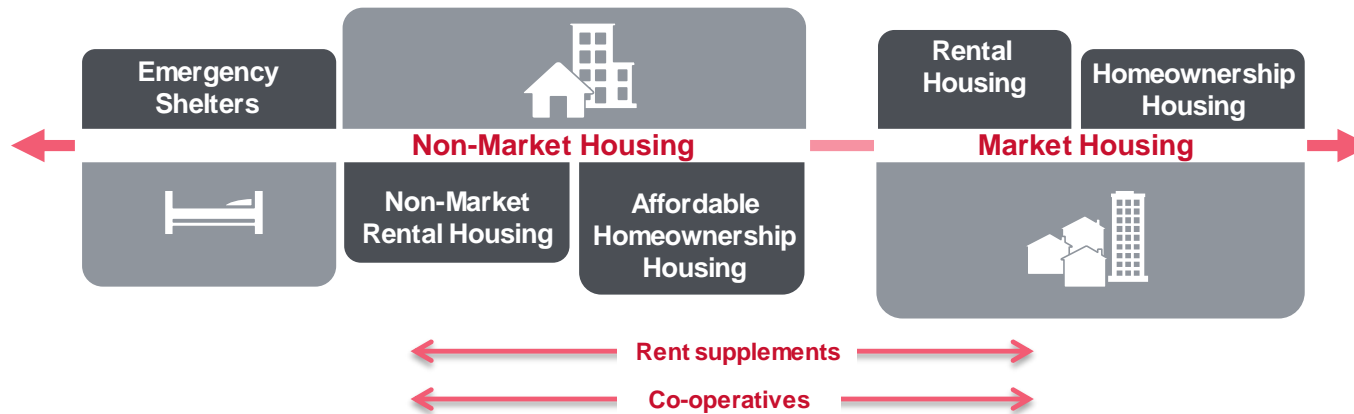 Emergency
Shelters
Rental
Housing
Homeownership
Housing
Non-Market Housing
Market Housing
Non-Market
Rental Housing
Affordable
Homeownership
Housing
Rent supplements
Co-operatives